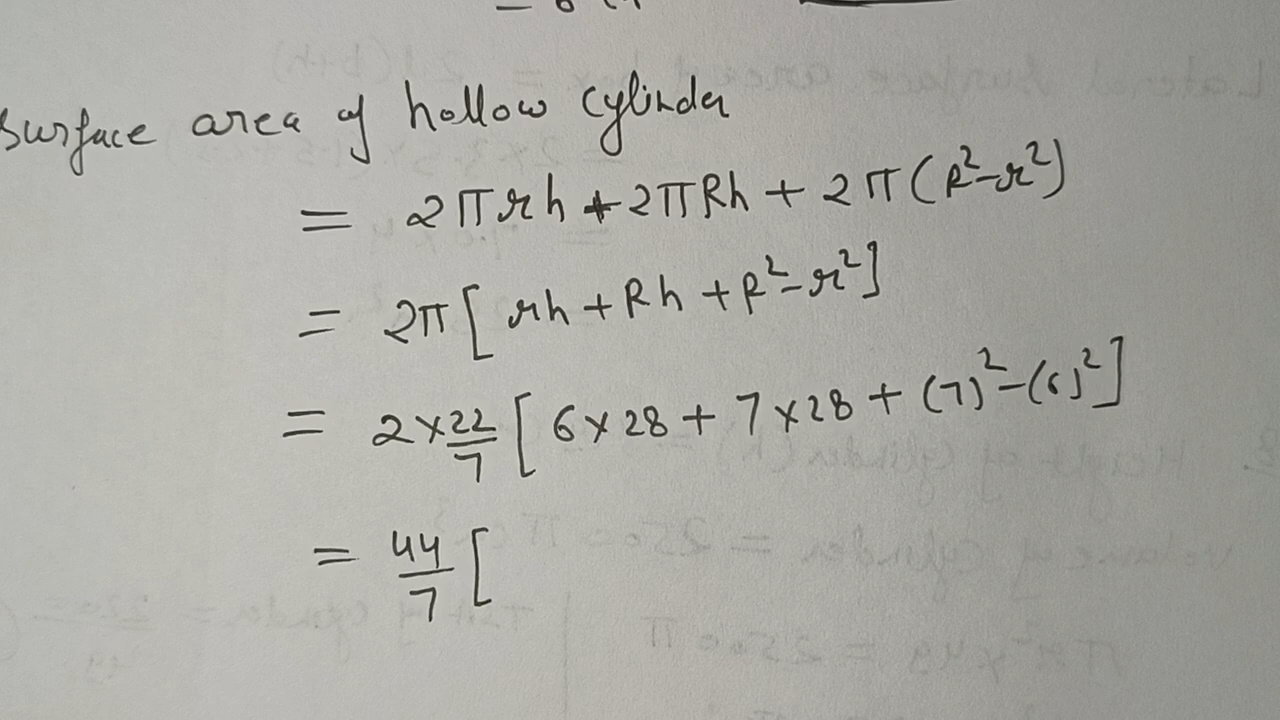 Surface area of hollow cylinder
= 2πrh + 2πRh + 2π(R²-r²)
= 2π[rh + Rh + R²-r²]
= 2×22/7 [6×28 + 7×28 + (7)²-(6)²]
= 44/7 [